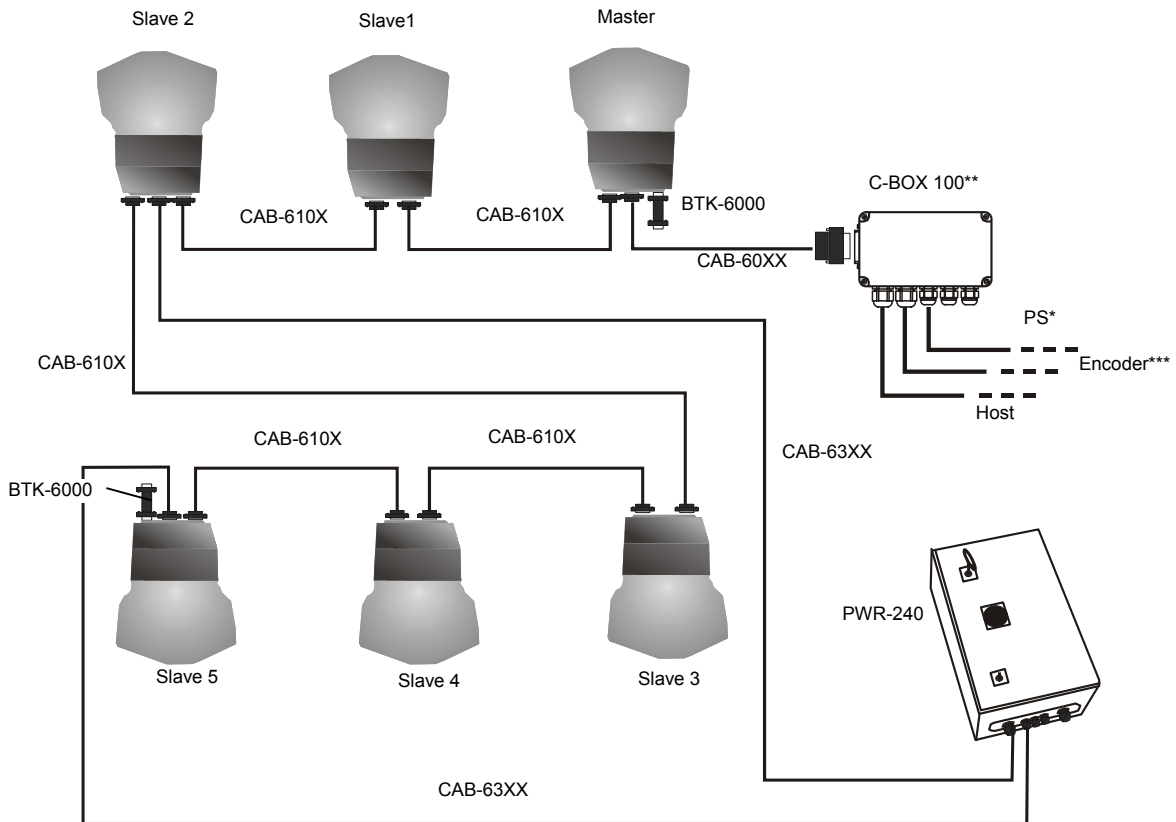 Slave 2
Slave1
Master
C-BOX 100**
CAB-610X
CAB-610X
BTK-6000
CAB-60XX
PS*
Encoder***
Host
CAB-610X
CAB-610X
CAB-610X
CAB-63XX
BTK-6000
PWR-240
Slave 5
Slave 4
Slave 3
CAB-63XX